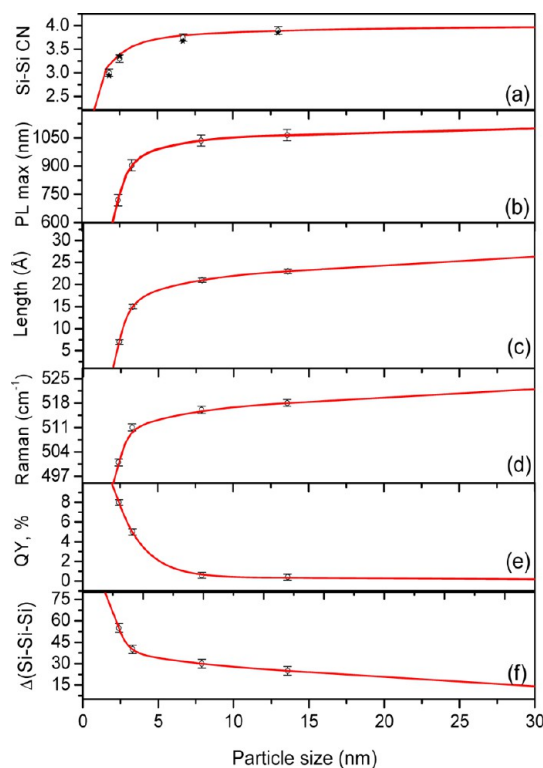 Si-Si CN
4.0
3.5
3.0
2.5
(a)
PL max (nm)
1050
900
750
600
(b)
Length (Å)
30
25
20
15
10
5
(c)
Raman (cm⁻¹)
525
518
511
504
497
(d)
QY, %
8
6
4
2
0
(e)
Δ(Si-Si-Si)
75
60
45
30
15
(f)
0 5 10 15 20 25 30
Particle size (nm)